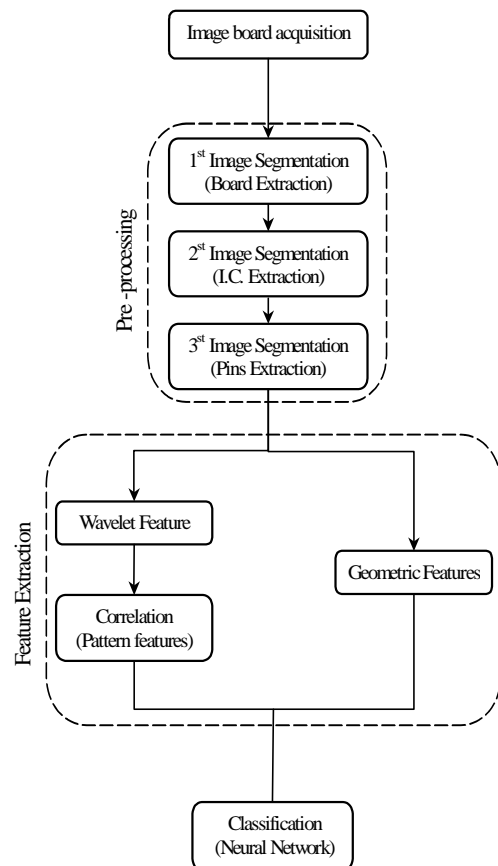 Image board acquisition
1st Image Segmentation
(Board Extraction)
2st Image Segmentation
(I.C. Extraction)
3st Image Segmentation
(Pins Extraction)
Pre -processing
Wavelet Feature
Geometric Features
Correlation
(Pattern features)
Feature Extraction
Classification
(Neural Network)